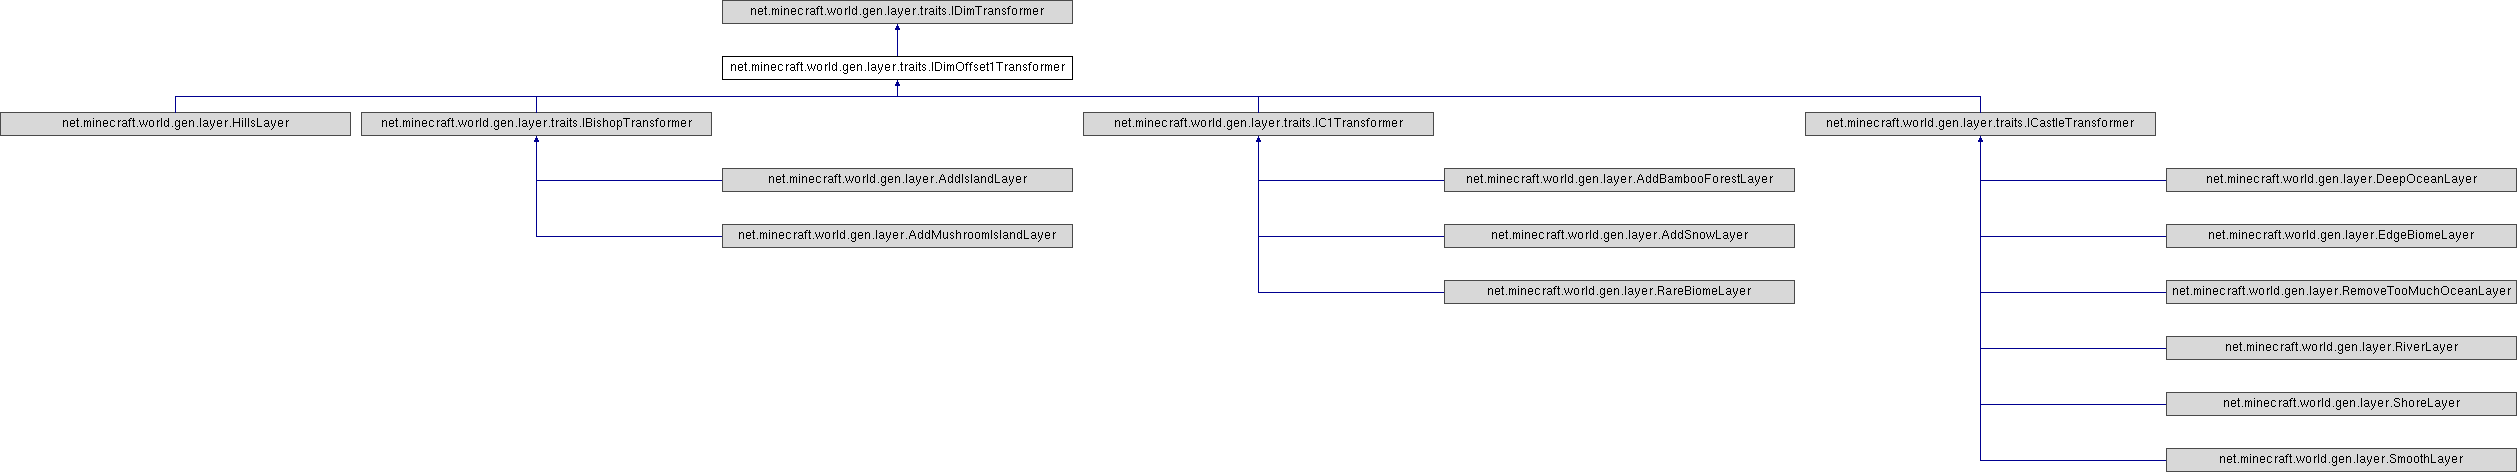 net.minecraft.world.gen.layer.traits.IDimTransformer
net.minecraft.world.gen.layer.traits.IDimOffset1Transformer
net.minecraft.world.gen.layer.HillsLayer
net.minecraft.world.gen.layer.traits.IBishopTransformer
net.minecraft.world.gen.layer.traits.IC1Transformer
net.minecraft.world.gen.layer.traits.ICastleTransformer
net.minecraft.world.gen.layer.AddIslandLayer
net.minecraft.world.gen.layer.AddBambooForestLayer
net.minecraft.world.gen.layer.DeepOceanLayer
net.minecraft.world.gen.layer.AddMushroomIslandLayer
net.minecraft.world.gen.layer.AddSnowLayer
net.minecraft.world.gen.layer.EdgeBiomeLayer
net.minecraft.world.gen.layer.RareBiomeLayer
net.minecraft.world.gen.layer.RemoveTooMuchOceanLayer
net.minecraft.world.gen.layer.RiverLayer
net.minecraft.world.gen.layer.ShoreLayer
net.minecraft.world.gen.layer.SmoothLayer